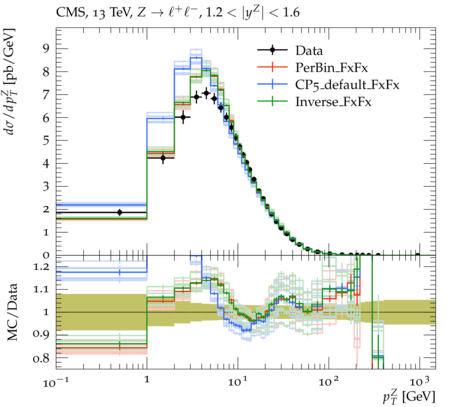 CMS, 13 TeV, Z → ℓ⁺ℓ⁻, 1.2 < |y^Z| < 1.6
dσ/dp_T^Z [pb/GeV]
9
8
7
6
5
4
3
2
1
0
Data
PerBin_FxFx
CP5_default_FxFx
Inverse_FxFx
MC/Data
1.2
1.1
1
0.9
0.8
10⁻¹ 1 10¹ 10² 10³
p_T^Z [GeV]